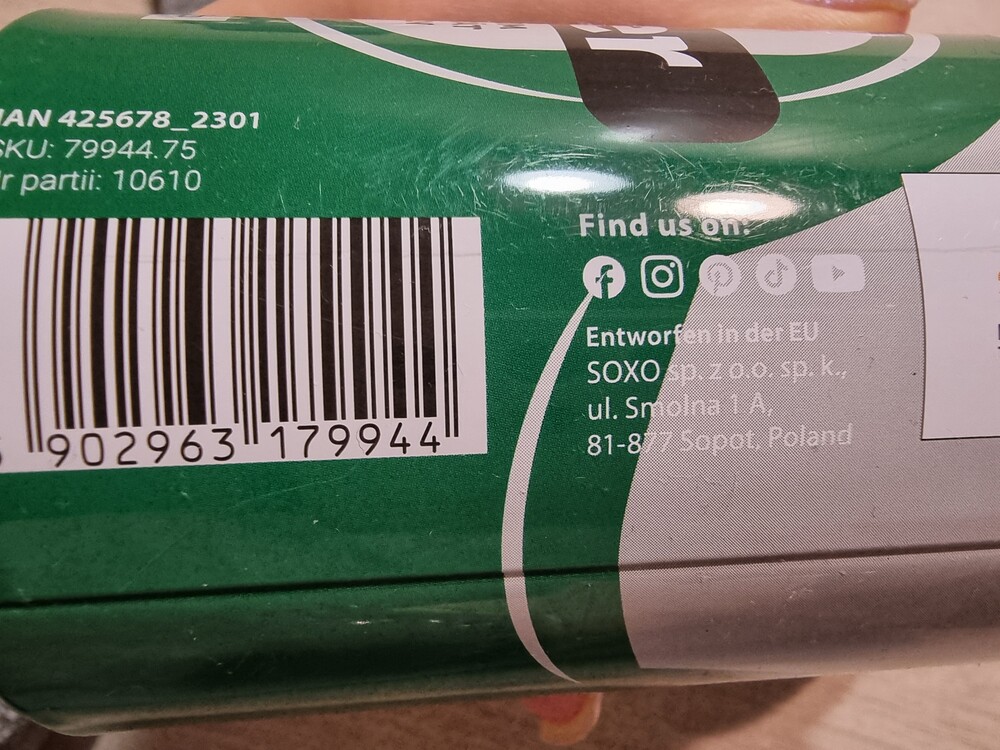 IAN 425678_2301
SKU: 79944.75
Nr partii: 10610
902963 179944
Find us on:
Entworfen in der EU
SOXO sp. z o.o. sp. k.,
ul. Smolna 1 A,
81-877 Sopot, Poland